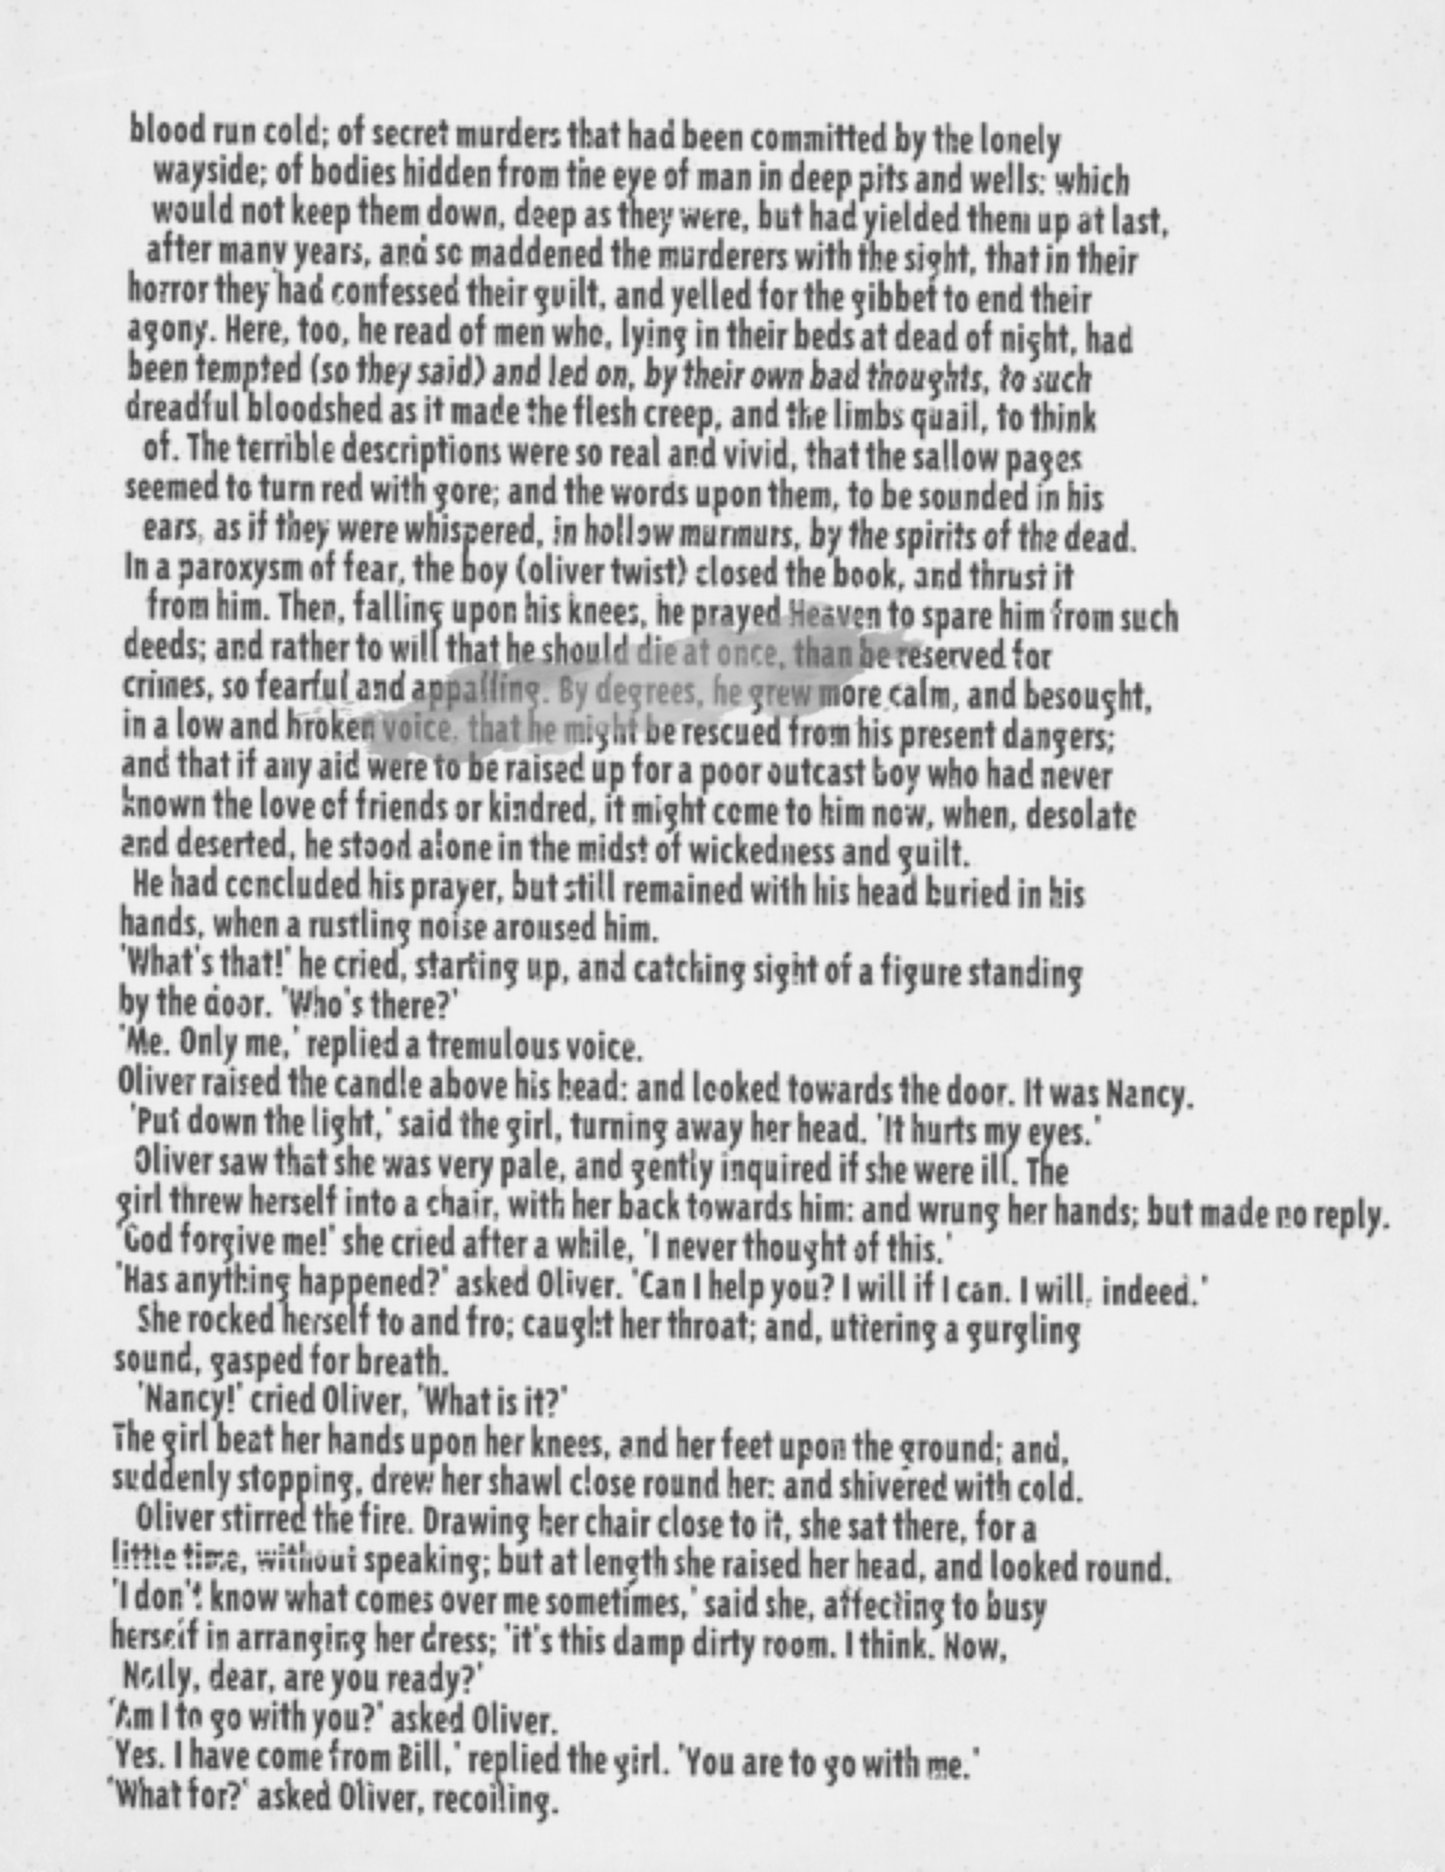 blood run cold; of secret murders that had been committed by the lonely
wayside; of bodies hidden from the eye of man in deep pits and wells: which
would not keep them down, deep as they were, but had yielded them up at last,
after many years, and so maddened the murderers with the sight, that in their
horror they had confessed their guilt, and yelled for the gibbet to end their
agony. Here, too, he read of men who, lying in their beds at dead of night, had
been tempted (so they said) and led on, by their own bad thoughts, to such
dreadful bloodshed as it made the flesh creep, and the limbs quail, to think
of. The terrible descriptions were so real and vivid, that the sallow pages
seemed to turn red with gore; and the words upon them, to be sounded in his
ears, as if they were whispered, in hollow murmurs, by the spirits of the dead.
In a paroxysm of fear, the boy (oliver twist) closed the book, and thrust it
from him. Then, falling upon his knees, he prayed Heaven to spare him from such
deeds; and rather to will that he should die at once, than be reserved for
crimes, so fearful and appalling. By degrees, he grew more calm, and besought,
in a low and broken voice, that he might be rescued from his present dangers;
and that if any aid were to be raised up for a poor outcast boy who had never
known the love of friends or kindred, it might come to him now, when, desolate
and deserted, he stood alone in the midst of wickedness and guilt.
He had concluded his prayer, but still remained with his head buried in his
hands, when a rustling noise aroused him.
'What's that!' he cried, starting up, and catching sight of a figure standing
by the door. 'Who's there?'
'Me. Only me,' replied a tremulous voice.
Oliver raised the candle above his head: and looked towards the door. It was Nancy.
'Put down the light,' said the girl, turning away her head. 'It hurts my eyes.'
Oliver saw that she was very pale, and gently inquired if she were ill. The
girl threw herself into a chair, with her back towards him: and wrung her hands; but made no reply.
'God forgive me!' she cried after a while, 'I never thought of this.'
'Has anything happened?' asked Oliver. 'Can I help you? I will if I can. I will, indeed.'
She rocked herself to and fro; caught her throat; and, uttering a gurgling
sound, gasped for breath.
'Nancy!' cried Oliver, 'What is it?'
The girl beat her hands upon her knees, and her feet upon the ground; and,
suddenly stopping, drew her shawl close round her: and shivered with cold.
Oliver stirred the fire. Drawing her chair close to it, she sat there, for a
little time, without speaking; but at length she raised her head, and looked round.
'I don't know what comes over me sometimes,' said she, affecting to busy
herself in arranging her dress; 'it's this damp dirty room. I think. Now,
Nolly, dear, are you ready?'
'Am I to go with you?' asked Oliver.
'Yes. I have come from Bill,' replied the girl. 'You are to go with me.'
'What for?' asked Oliver, recoiling.